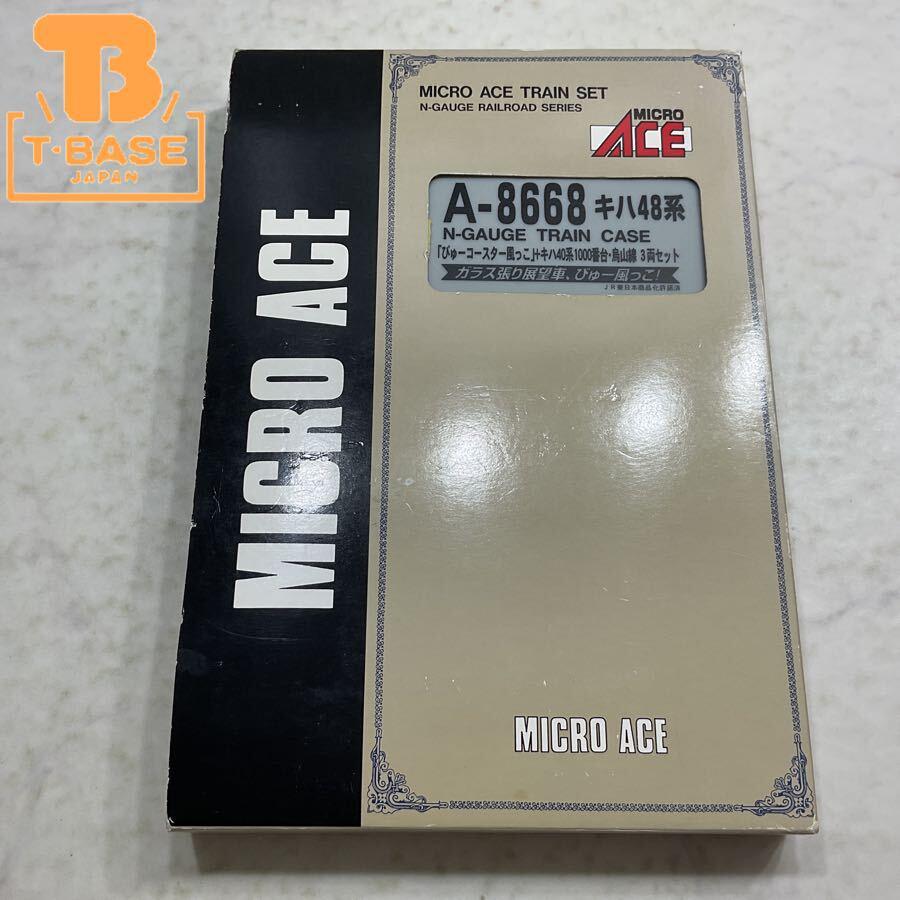 T・BASE
JAPAN
MICRO ACE TRAIN SET
N-GAUGE RAILROAD SERIES
MICRO
ACE
A-8668 キハ48系
N-GAUGE TRAIN CASE
「びゅーコースター風っこ」+キハ40系1000番台・烏山線 3両セット
ガラス張り展望車、びゅー風っこ!
JR東日本商品化許諾済
MICRO ACE
MICRO ACE